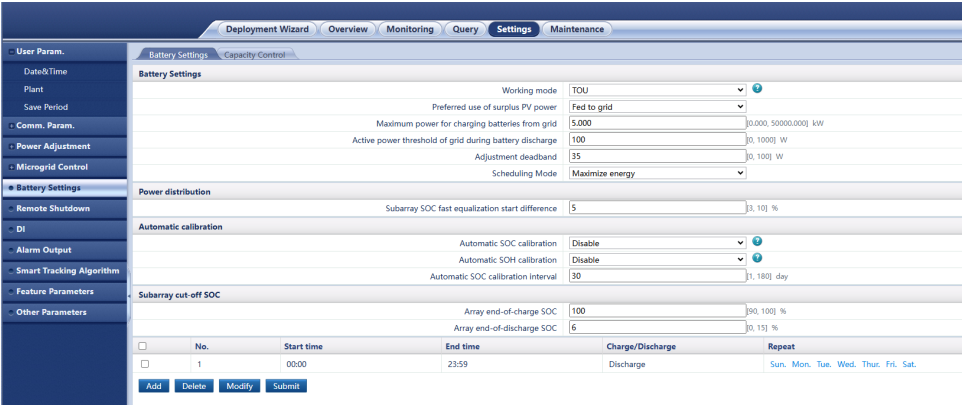 Deployment Wizard Overview Monitoring Query Settings Maintenance
User Param.
Date&Time
Plant
Save Period
Comm. Param.
Power Adjustment
Microgrid Control
Battery Settings
Remote Shutdown
DI
Alarm Output
Smart Tracking Algorithm
Feature Parameters
Other Parameters
Battery Settings Capacity Control
Battery Settings
Working mode TOU
Preferred use of surplus PV power Fed to grid
Maximum power for charging batteries from grid 5.000 [0.000, 50000.000] kW
Active power threshold of grid during battery discharge 100 [0, 1000] W
Adjustment deadband 35 [0, 100] W
Scheduling Mode Maximize energy
Power distribution
Subarray SOC fast equalization start difference 5 [3, 10] %
Automatic calibration
Automatic SOC calibration Disable
Automatic SOH calibration Disable
Automatic SOC calibration interval 30 [1, 180] day
Subarray cut-off SOC
Array end-of-charge SOC 100 [90, 100] %
Array end-of-discharge SOC 6 [0, 15] %
No. Start time End time Charge/Discharge Repeat
1 00:00 23:59 Discharge Sun. Mon. Tue. Wed. Thur. Fri. Sat.
Add Delete Modify Submit